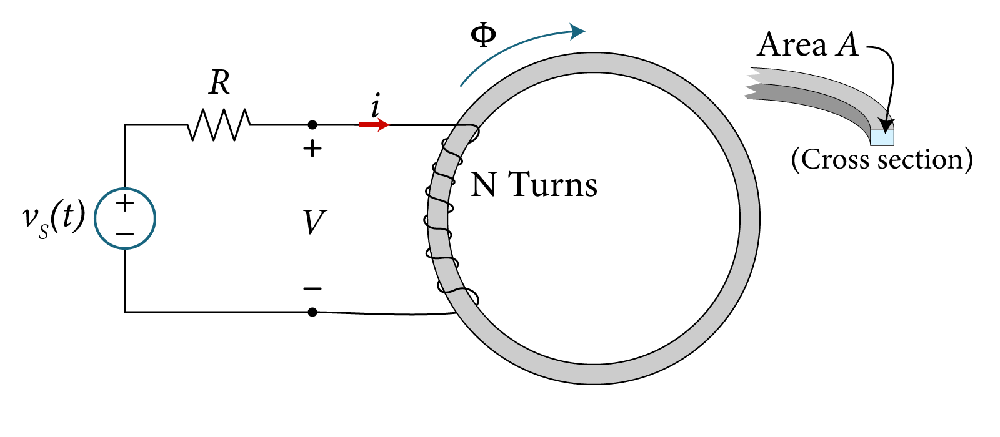 Φ
Area A
R
i
+
(Cross section)
N Turns
+
v_S(t)
V
−
−